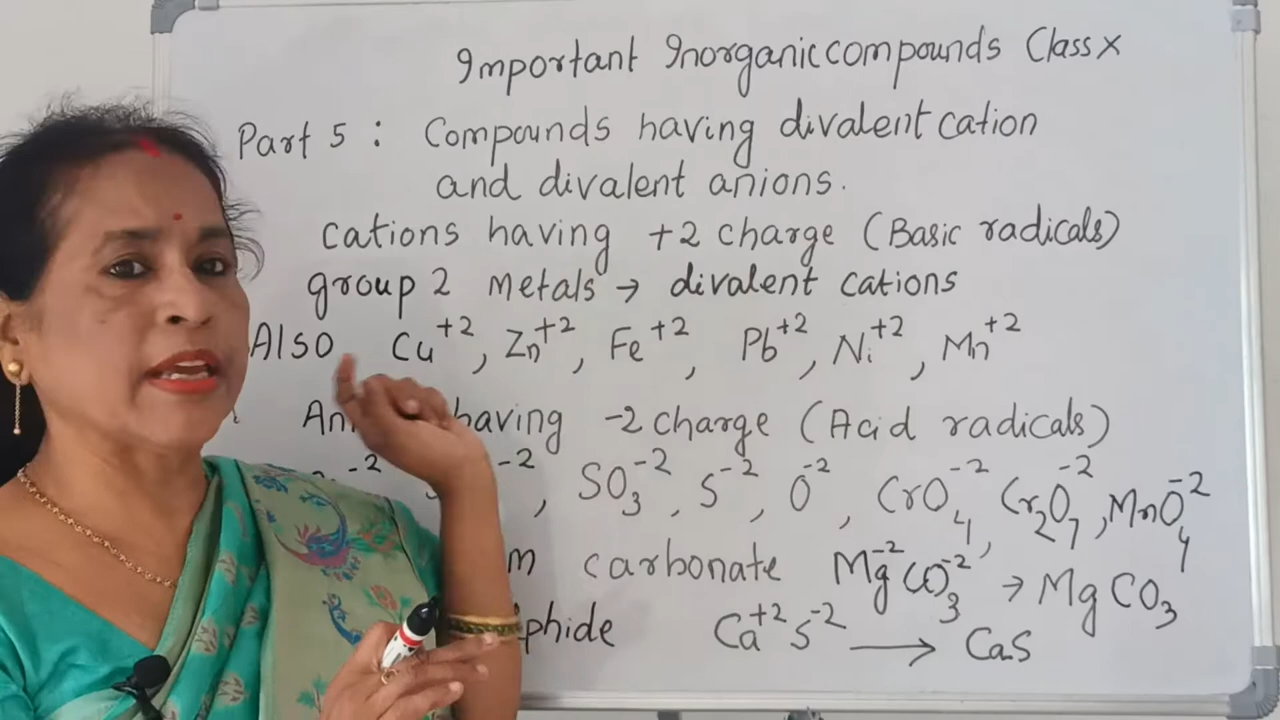 Important Inorganic compounds Class X
Part 5 : Compounds having divalent cation
and divalent anions.
cations having +2 charge (Basic radicals)
group 2 metals → divalent cations
Also Cu⁺², Zn⁺², Fe⁺², Pb⁺², Ni⁺², Mn⁺²
having -2 charge (Acid radicals)
⁻² ⁻², SO₃⁻², S⁻², O⁻², CrO₄⁻², Cr₂O₇⁻², MnO₄⁻²
carbonate Mg⁻² CO₃⁻² → MgCO₃
Ca⁺² S⁻² → CaS